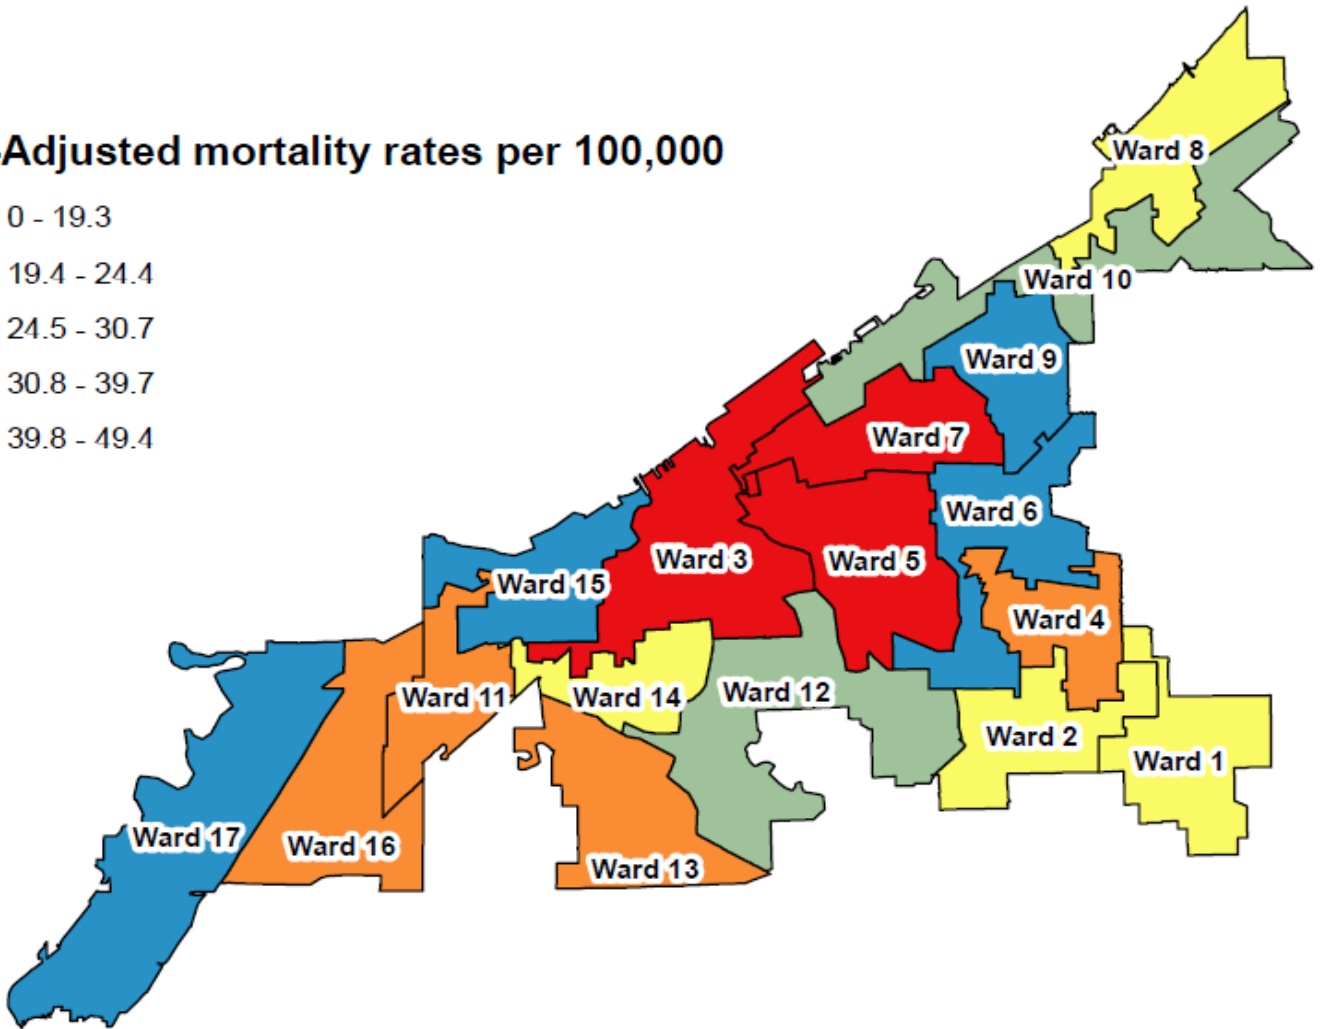 -Adjusted mortality rates per 100,000
0 - 19.3
19.4 - 24.4
24.5 - 30.7
30.8 - 39.7
39.8 - 49.4
Ward 8
Ward 10
Ward 9
Ward 7
Ward 6
Ward 3
Ward 5
Ward 15
Ward 4
Ward 11
Ward 14
Ward 12
Ward 2
Ward 1
Ward 17
Ward 16
Ward 13